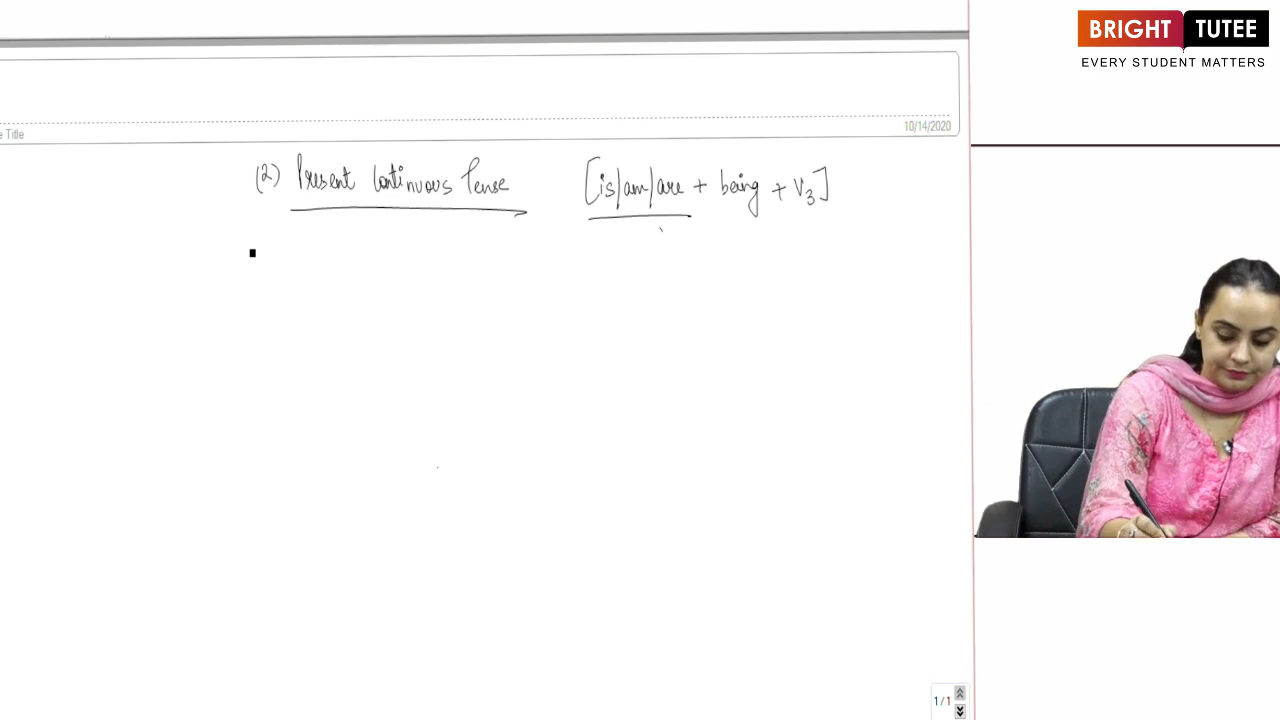 BRIGHT TUTEE
EVERY STUDENT MATTERS
e Title
10/14/2020
(2) Present Continuous Tense [is/am/are + being + V3]
1/1